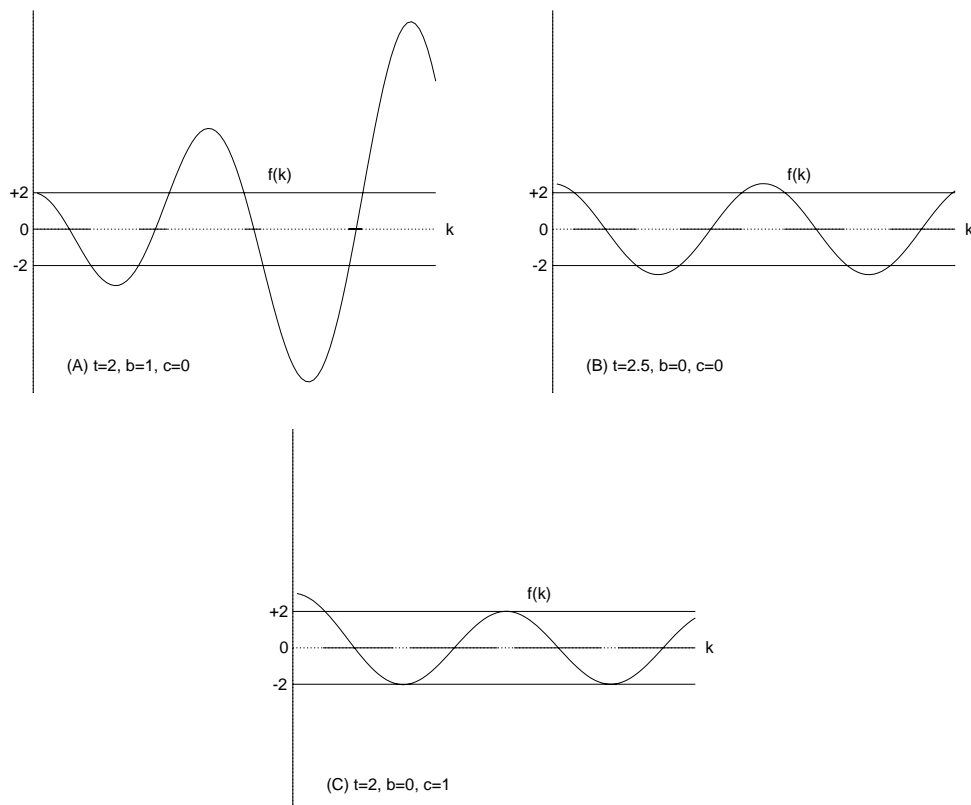 f(k)
+2
0
k
-2
(A) t=2, b=1, c=0
f(k)
+2
0
k
-2
(B) t=2.5, b=0, c=0
f(k)
+2
0
k
-2
(C) t=2, b=0, c=1